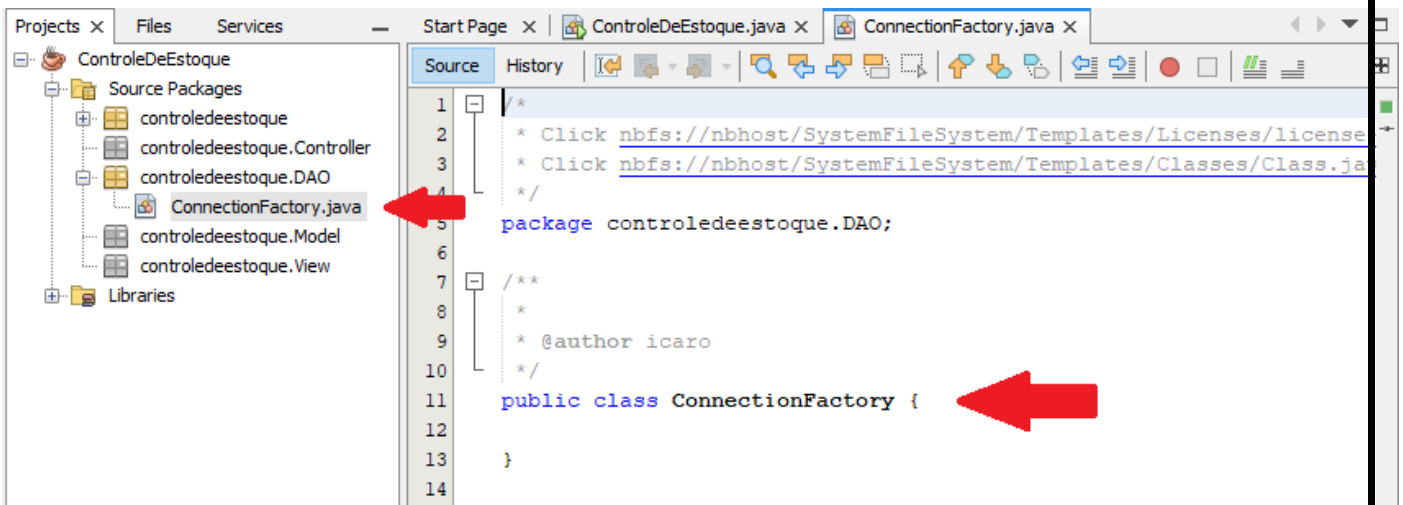 Projects X Files Services
ControleDeEstoque
Source Packages
controledeestoque
controledeestoque.Controller
controledeestoque.DAO
ConnectionFactory.java
controledeestoque.Model
controledeestoque.View
Libraries
Start Page X ControleDeEstoque.java X ConnectionFactory.java X
Source History
1 /*
2 * Click nbfs://nbhost/SystemFileSystem/Templates/Licenses/license
3 * Click nbfs://nbhost/SystemFileSystem/Templates/Classes/Class.ja
4 */
5 package controledeestoque.DAO;
6
7 /**
8 *
9 * @author icaro
10 */
11 public class ConnectionFactory {
12
13 }
14